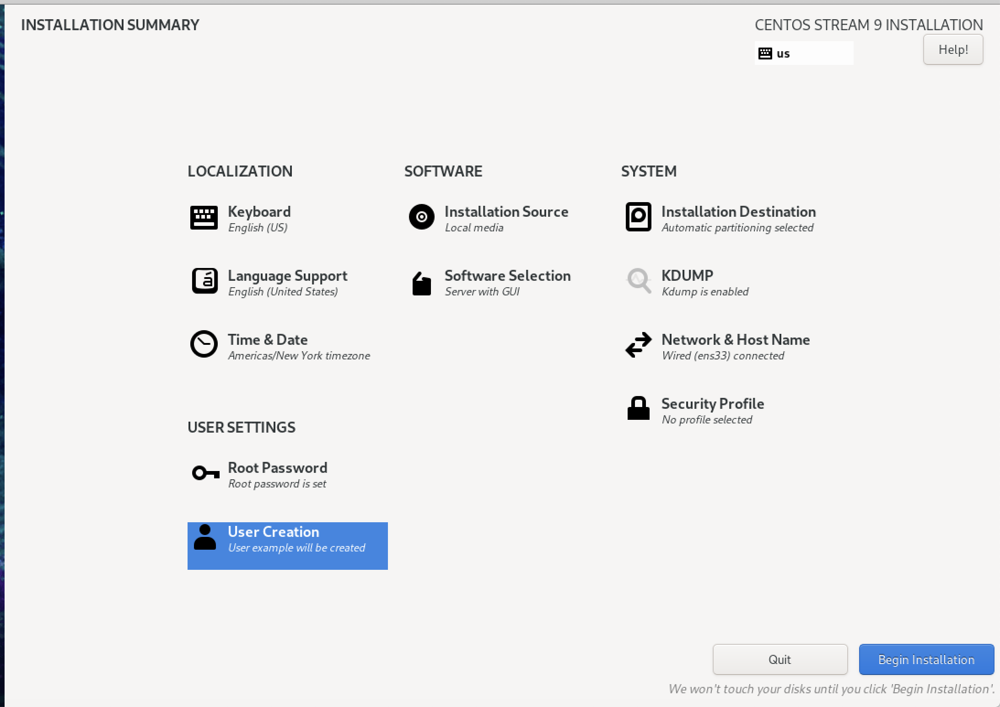 INSTALLATION SUMMARY
CENTOS STREAM 9 INSTALLATION
us
Help!
LOCALIZATION
Keyboard
English (US)
Language Support
English (United States)
Time & Date
Americas/New York timezone
SOFTWARE
Installation Source
Local media
Software Selection
Server with GUI
SYSTEM
Installation Destination
Automatic partitioning selected
KDUMP
Kdump is enabled
Network & Host Name
Wired (ens33) connected
Security Profile
No profile selected
USER SETTINGS
Root Password
Root password is set
User Creation
User example will be created
Quit
Begin Installation
We won't touch your disks until you click 'Begin Installation'.